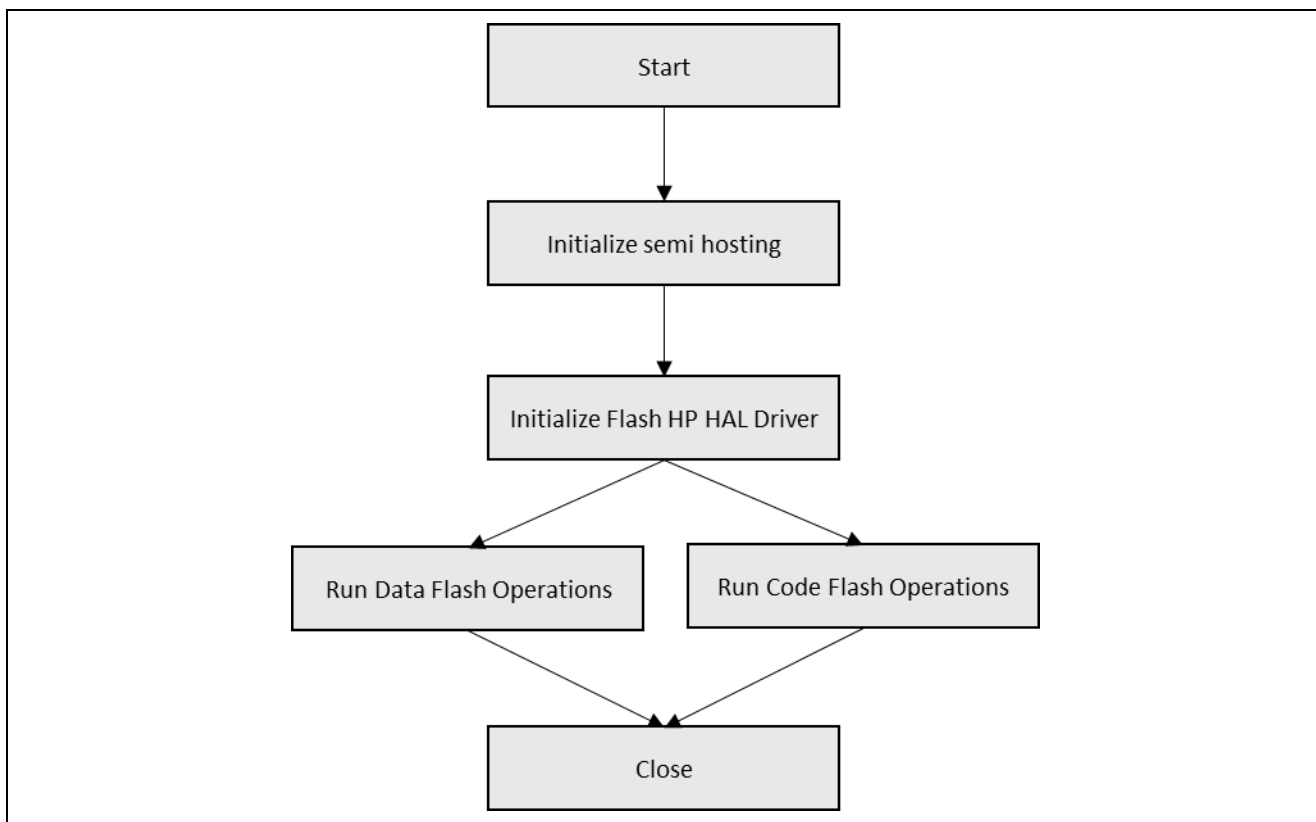 Start
Initialize semi hosting
Initialize Flash HP HAL Driver
Run Data Flash Operations
Run Code Flash Operations
Close